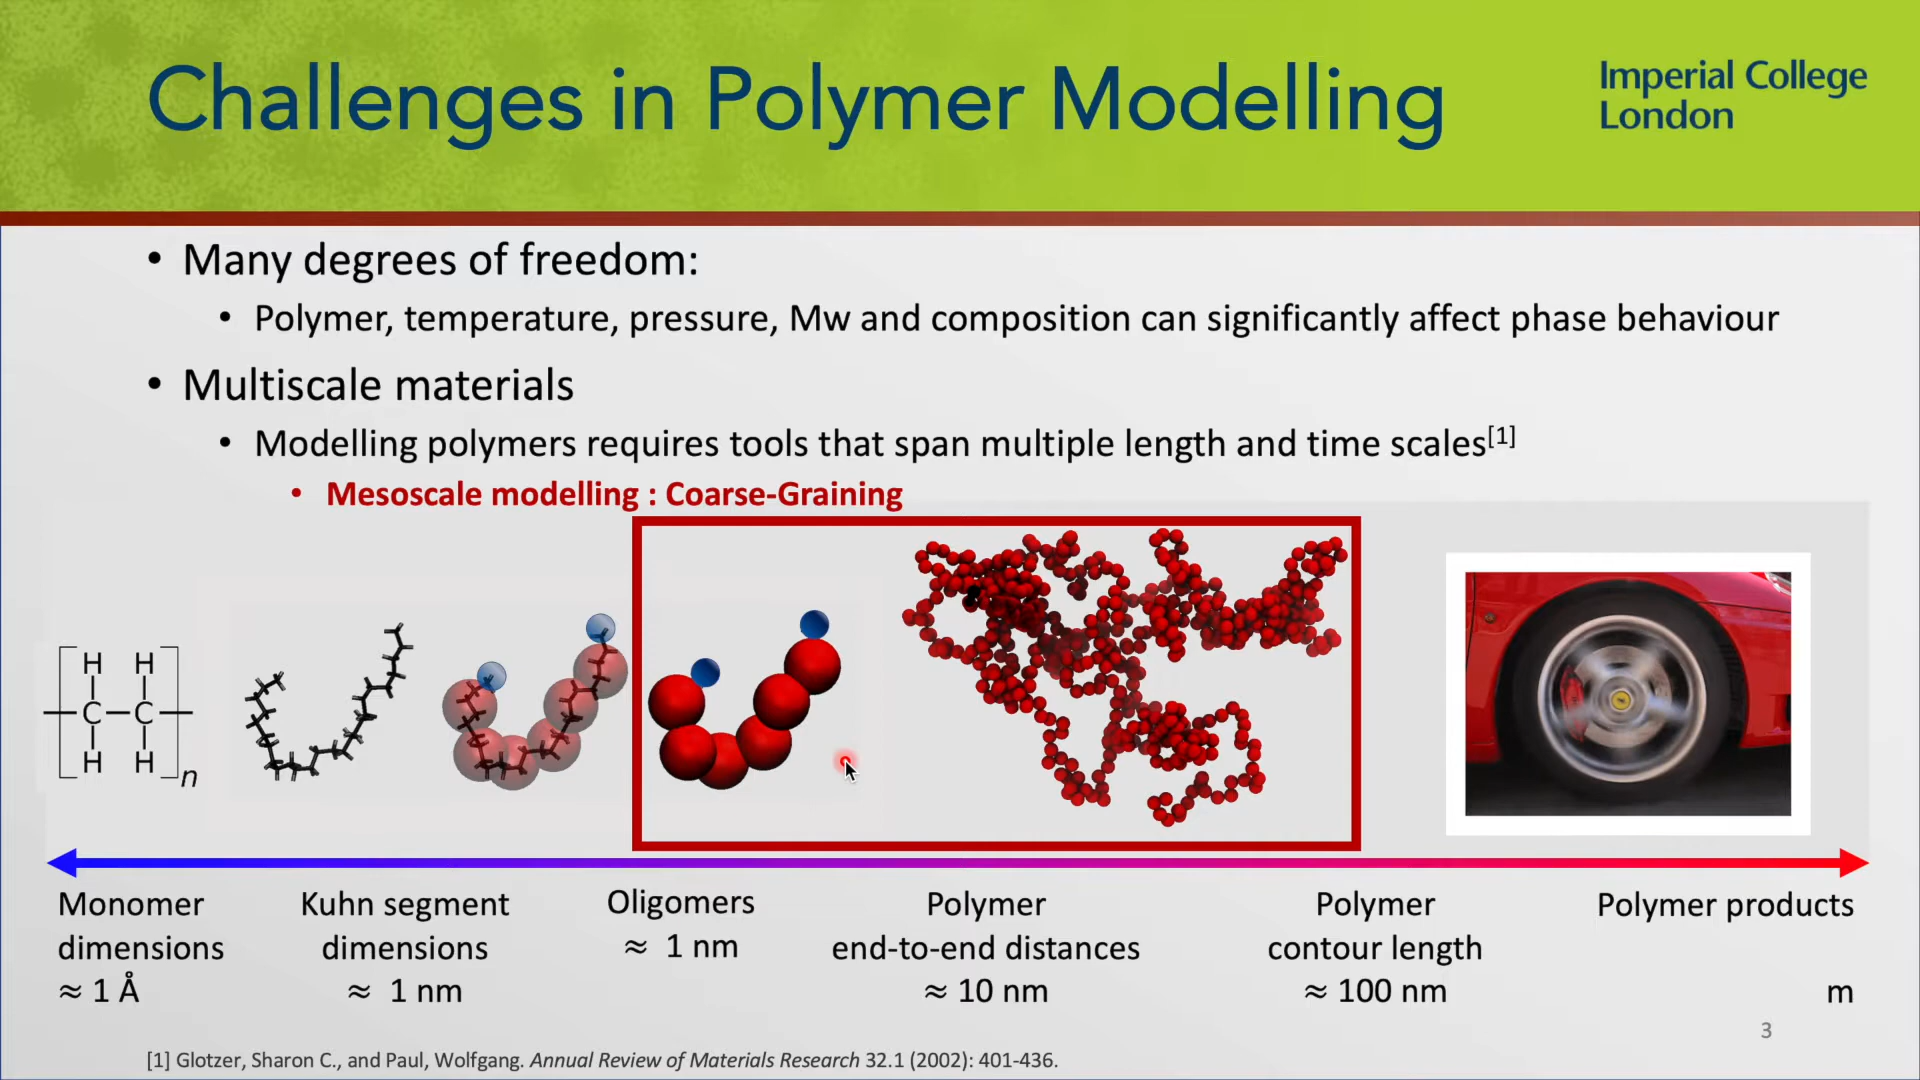 Challenges in Polymer Modelling
Imperial College
London
• Many degrees of freedom:
• Polymer, temperature, pressure, Mw and composition can significantly affect phase behaviour
• Multiscale materials
• Modelling polymers requires tools that span multiple length and time scales[1]
• Mesoscale modelling : Coarse-Graining
H H
C C
H H
n
Monomer
dimensions
≈ 1 Å
Kuhn segment
dimensions
≈ 1 nm
Oligomers
≈ 1 nm
Polymer
end-to-end distances
≈ 10 nm
Polymer
contour length
≈ 100 nm
Polymer products
m
3
[1] Glotzer, Sharon C., and Paul, Wolfgang. Annual Review of Materials Research 32.1 (2002): 401-436.